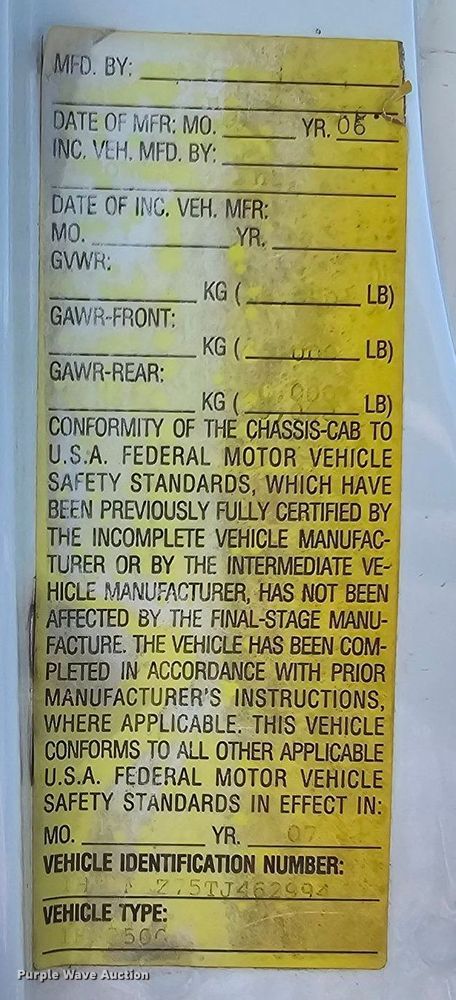 MFD. BY:
DATE OF MFR: MO. YR. 06
INC. VEH. MFD. BY:
DATE OF INC. VEH. MFR:
MO. YR.
GVWR:
KG ( LB)
GAWR-FRONT:
KG ( LB)
GAWR-REAR:
KG ( LB)
CONFORMITY OF THE CHASSIS-CAB TO
U.S.A. FEDERAL MOTOR VEHICLE
SAFETY STANDARDS, WHICH HAVE
BEEN PREVIOUSLY FULLY CERTIFIED BY
THE INCOMPLETE VEHICLE MANUFAC-
TURER OR BY THE INTERMEDIATE VE-
HICLE MANUFACTURER, HAS NOT BEEN
AFFECTED BY THE FINAL-STAGE MANU-
FACTURE. THE VEHICLE HAS BEEN COM-
PLETED IN ACCORDANCE WITH PRIOR
MANUFACTURER'S INSTRUCTIONS,
WHERE APPLICABLE. THIS VEHICLE
CONFORMS TO ALL OTHER APPLICABLE
U.S.A. FEDERAL MOTOR VEHICLE
SAFETY STANDARDS IN EFFECT IN:
MO. YR. 07
VEHICLE IDENTIFICATION NUMBER:
VEHICLE TYPE:
Purple Wave Auction